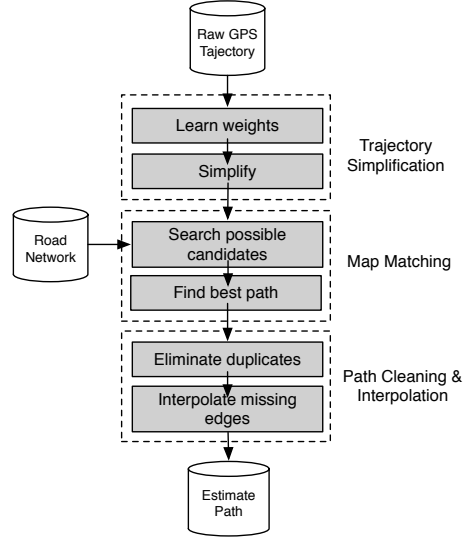 Raw GPS
Tajectory
Learn weights
Trajectory
Simplification
Simplify
Road
Network
Search possible
candidates
Map Matching
Find best path
Eliminate duplicates
Path Cleaning &
Interpolation
Interpolate missing
edges
Estimate
Path